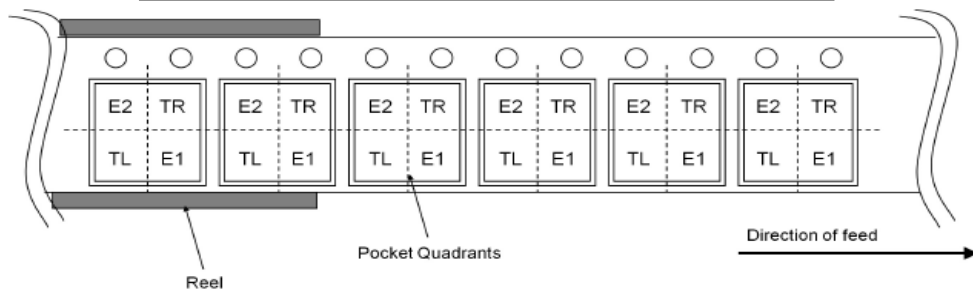 E2 TR E2 TR E2 TR E2 TR E2 TR E2 TR
TL E1 TL E1 TL E1 TL E1 TL E1 TL E1
Direction of feed
Pocket Quadrants
Reel